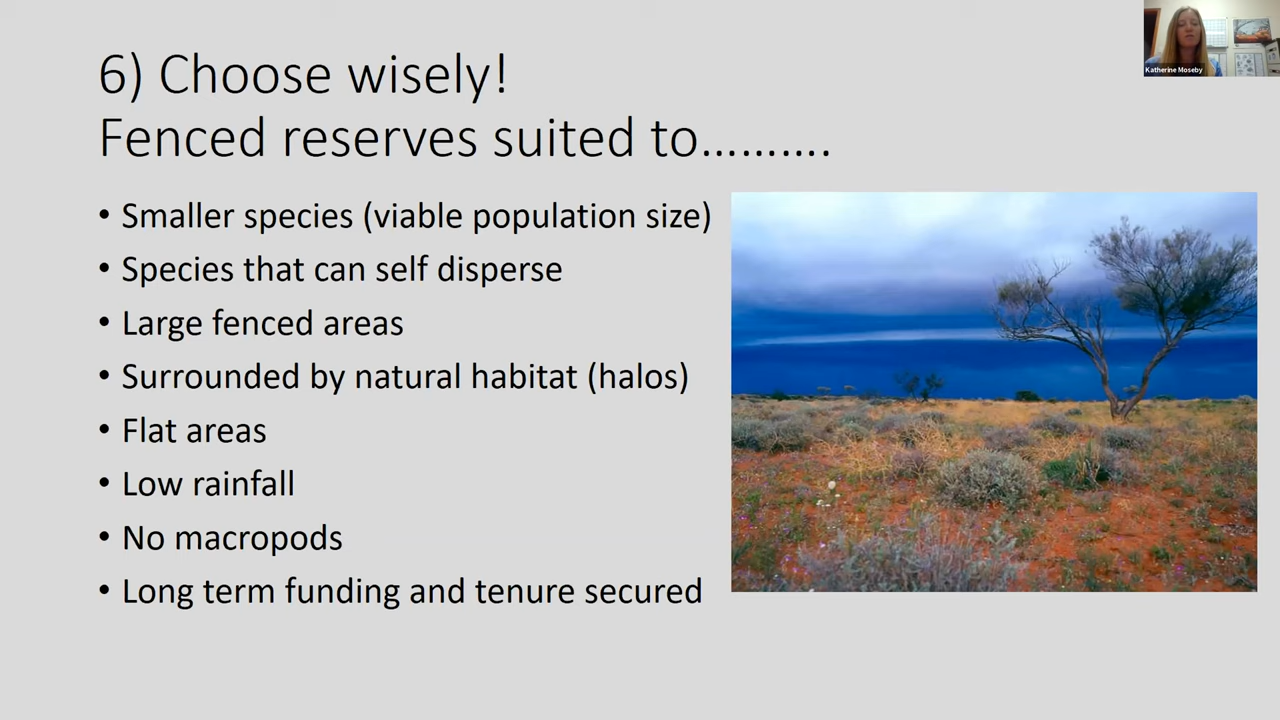 6) Choose wisely!
Fenced reserves suited to……….
• Smaller species (viable population size)
• Species that can self disperse
• Large fenced areas
• Surrounded by natural habitat (halos)
• Flat areas
• Low rainfall
• No macropods
• Long term funding and tenure secured
Katherine Moseby